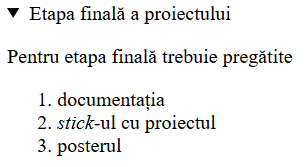 ▼ Etapa finală a proiectului
Pentru etapa finală trebuie pregătite
1. documentația
2. stick-ul cu proiectul
3. posterul